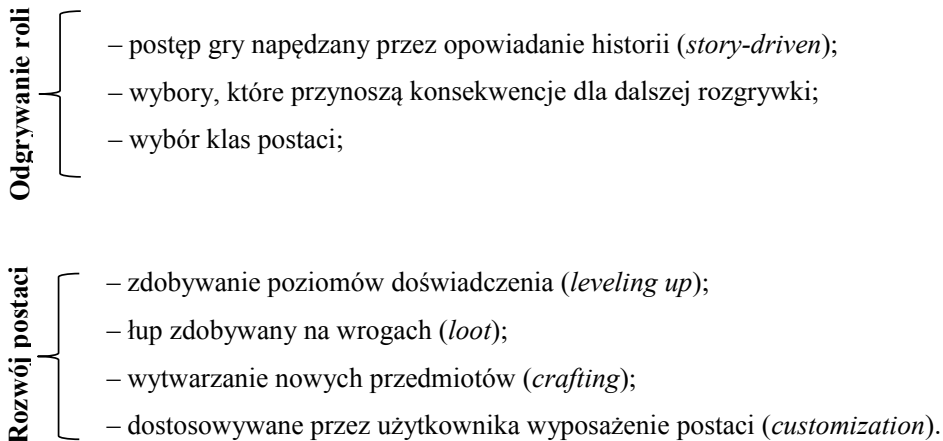 Odgrywanie roli
– postęp gry napędzany przez opowiadanie historii (story-driven);
– wybory, które przynoszą konsekwencje dla dalszej rozgrywki;
– wybór klas postaci;
Rozwój postaci
– zdobywanie poziomów doświadczenia (leveling up);
– łup zdobywany na wrogach (loot);
– wytwarzanie nowych przedmiotów (crafting);
– dostosowywane przez użytkownika wyposażenie postaci (customization).